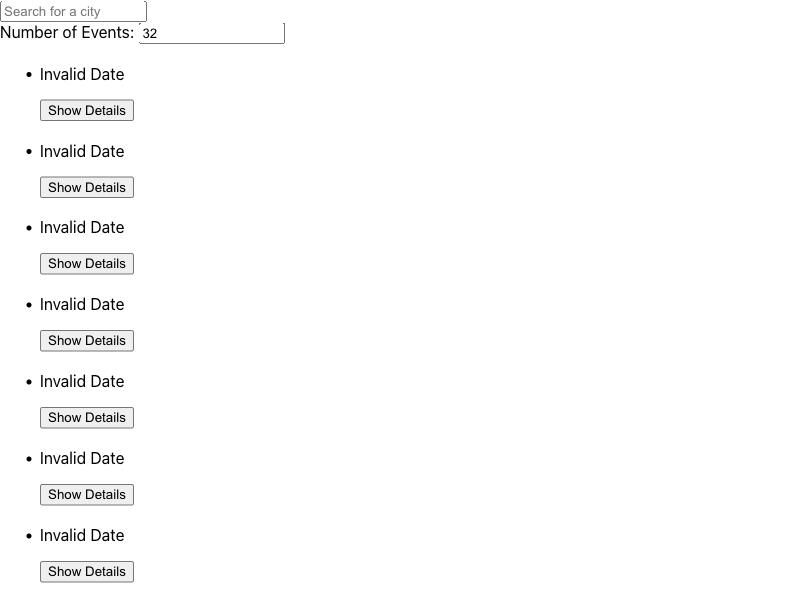 Search for a city
Number of Events: 32
Invalid Date
Show Details
Invalid Date
Show Details
Invalid Date
Show Details
Invalid Date
Show Details
Invalid Date
Show Details
Invalid Date
Show Details
Invalid Date
Show Details